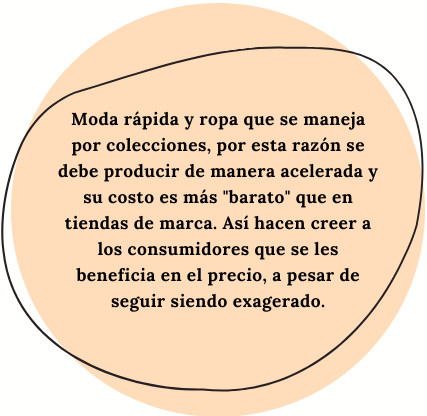 Moda rápida y ropa que se maneja
por colecciones, por esta razón se
debe producir de manera acelerada y
su costo es más "barato" que en
tiendas de marca. Así hacen creer a
los consumidores que se les
beneficia en el precio, a pesar de
seguir siendo exagerado.